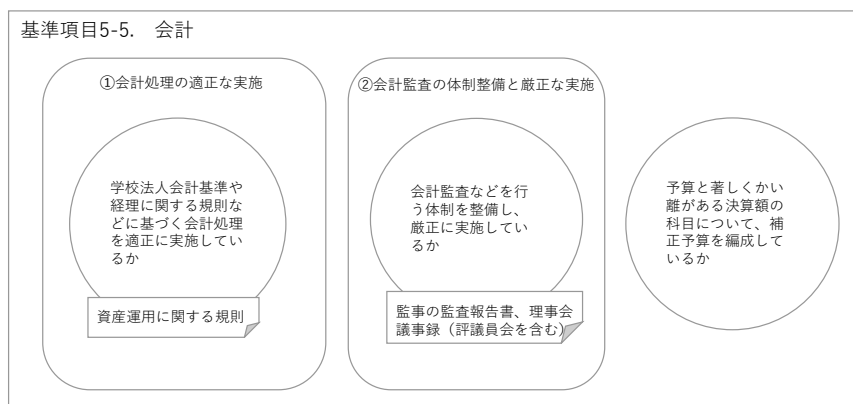 基準項目5-5. 会計
①会計処理の適正な実施
学校法人会計基準や
経理に関する規則な
どに基づく会計処理
を適正に実施してい
るか
資産運用に関する規則
②会計監査の体制整備と厳正な実施
会計監査などを行
う体制を整備し、
厳正に実施してい
るか
監事の監査報告書、理事会
議事録（評議員会を含む）
予算と著しくかい
離がある決算額の
科目について、補
正予算を編成して
いるか